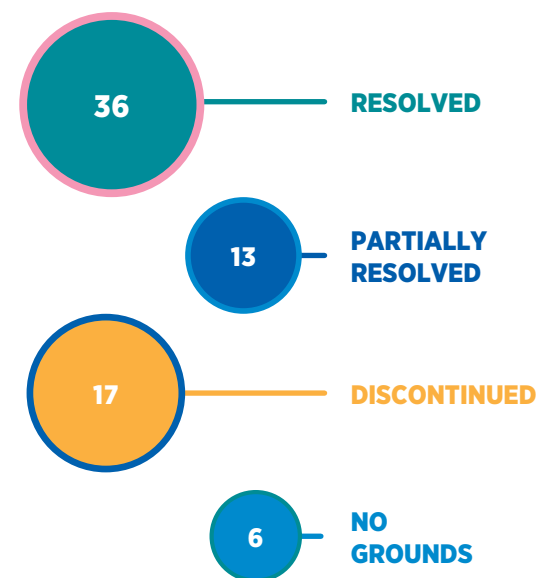 36
RESOLVED
13
PARTIALLY
RESOLVED
17
DISCONTINUED
6
NO
GROUNDS